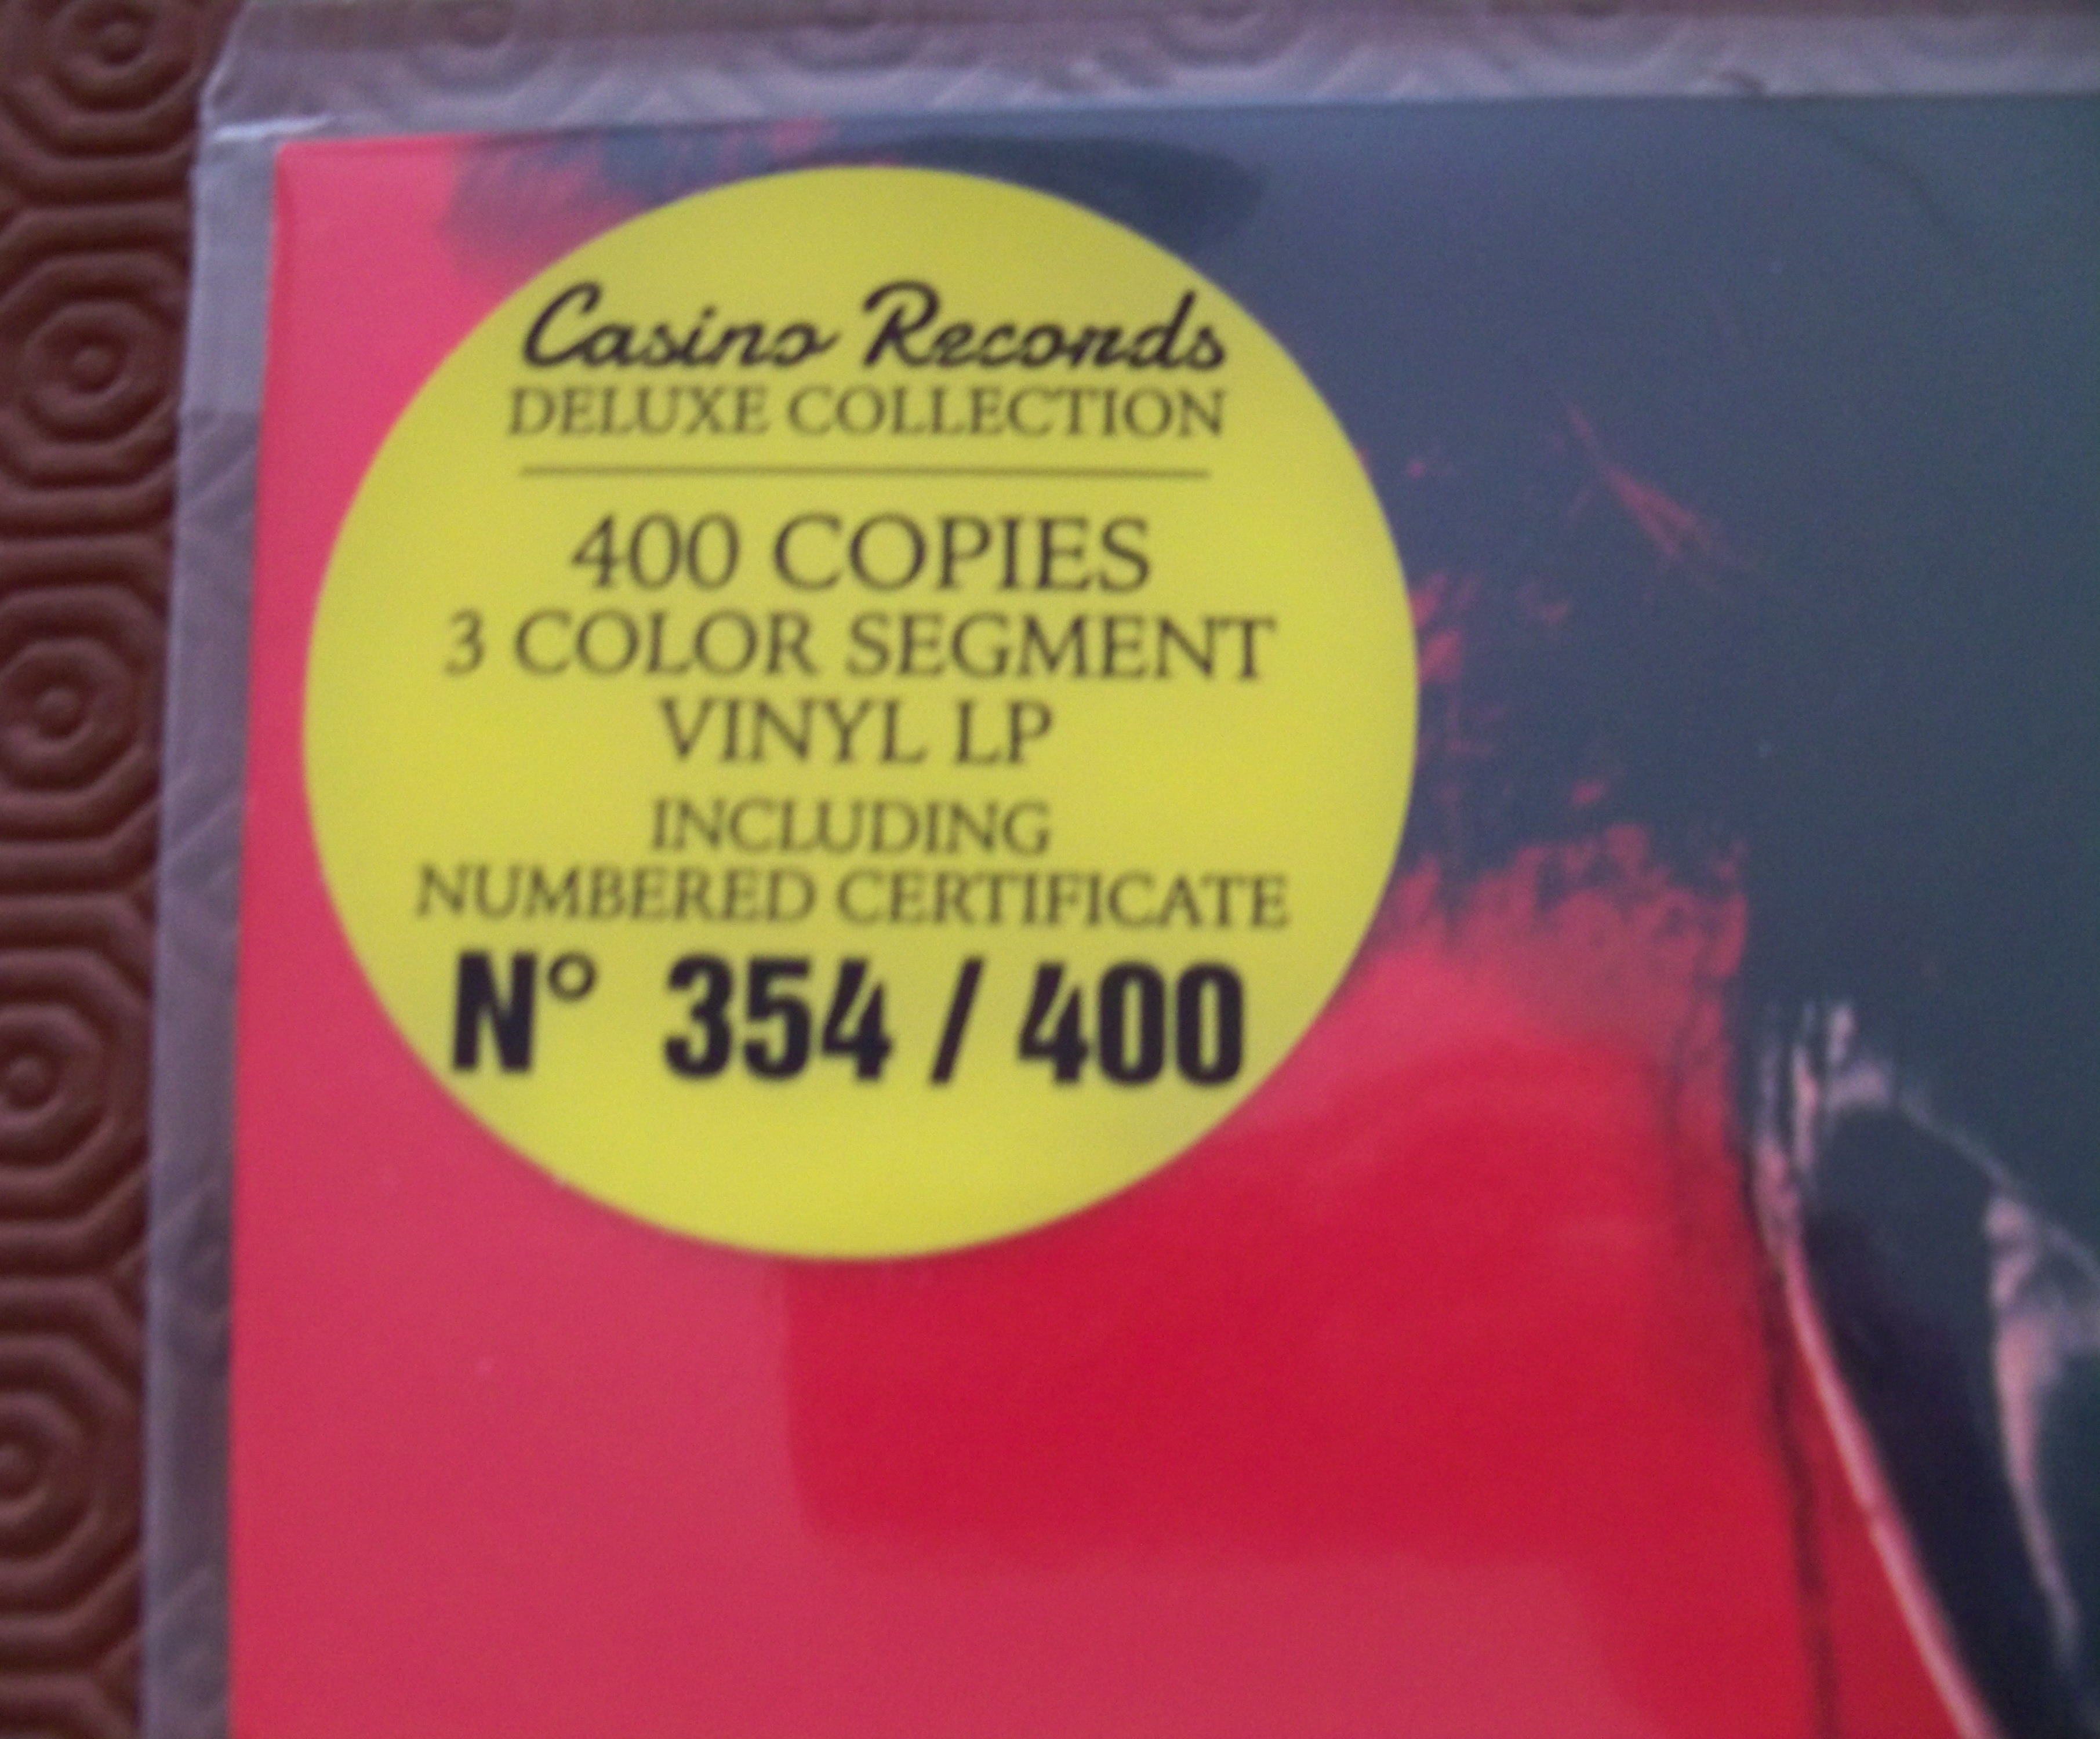 Casino Records
DELUXE COLLECTION
400 COPIES
3 COLOR SEGMENT
VINYL LP
INCLUDING
NUMBERED CERTIFICATE
N° 354 / 400